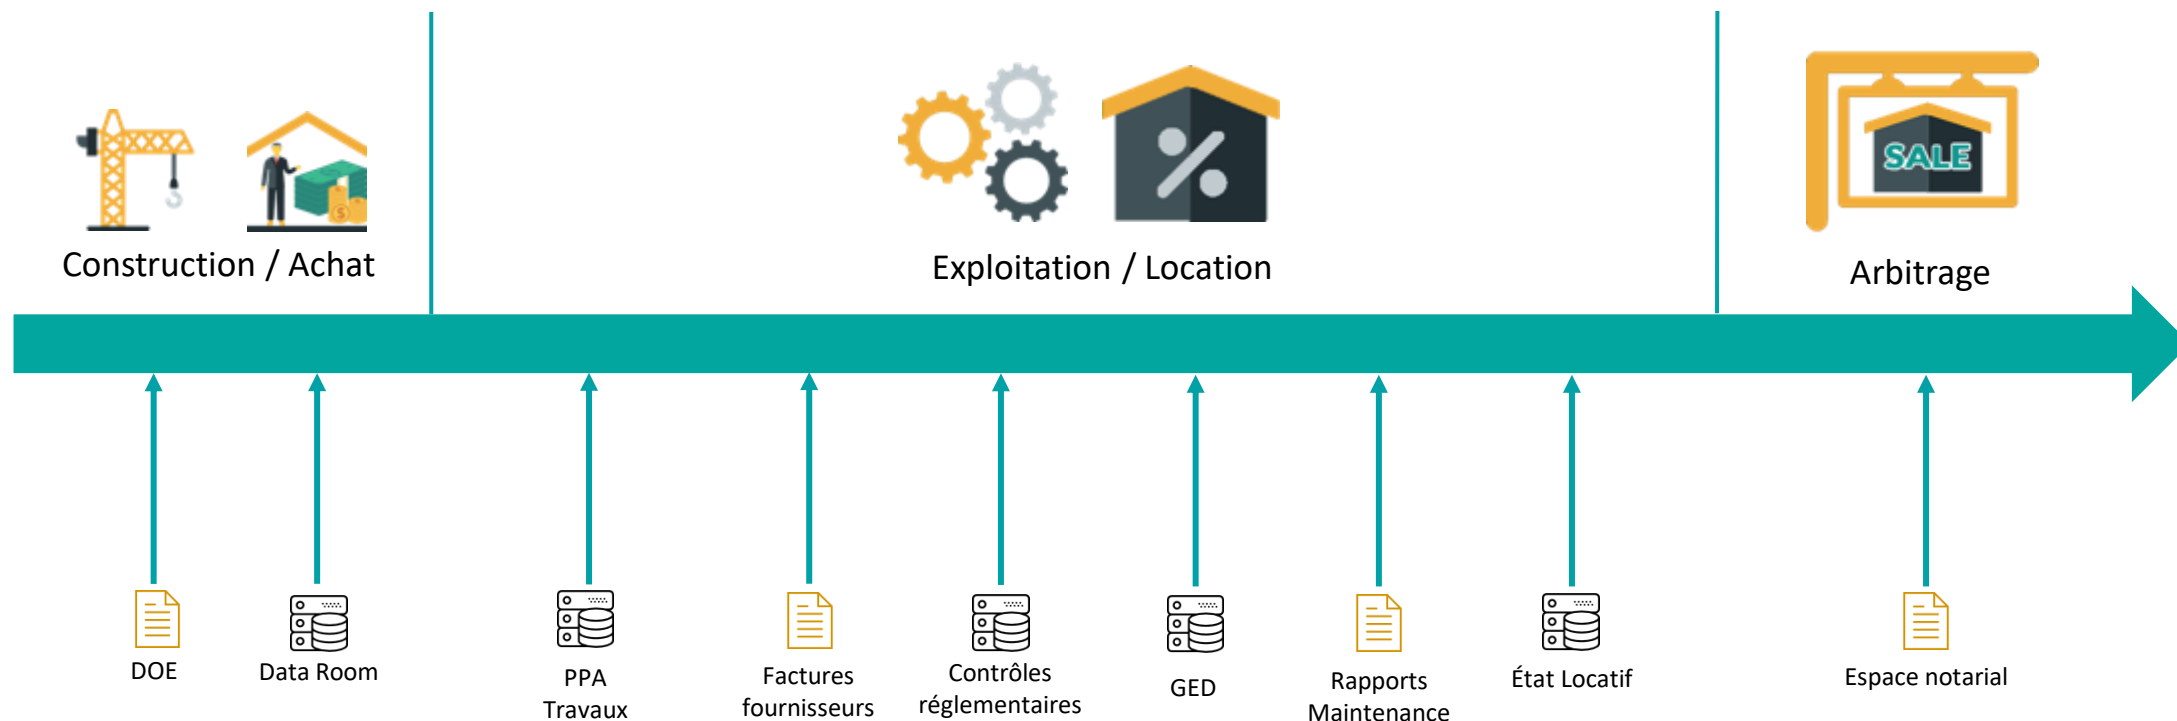 SALE
Construction / Achat
Exploitation / Location
Arbitrage
DOE
Data Room
PPA
Travaux
Factures
fournisseurs
Contrôles
réglementaires
GED
Rapports
Maintenance
État Locatif
Espace notarial